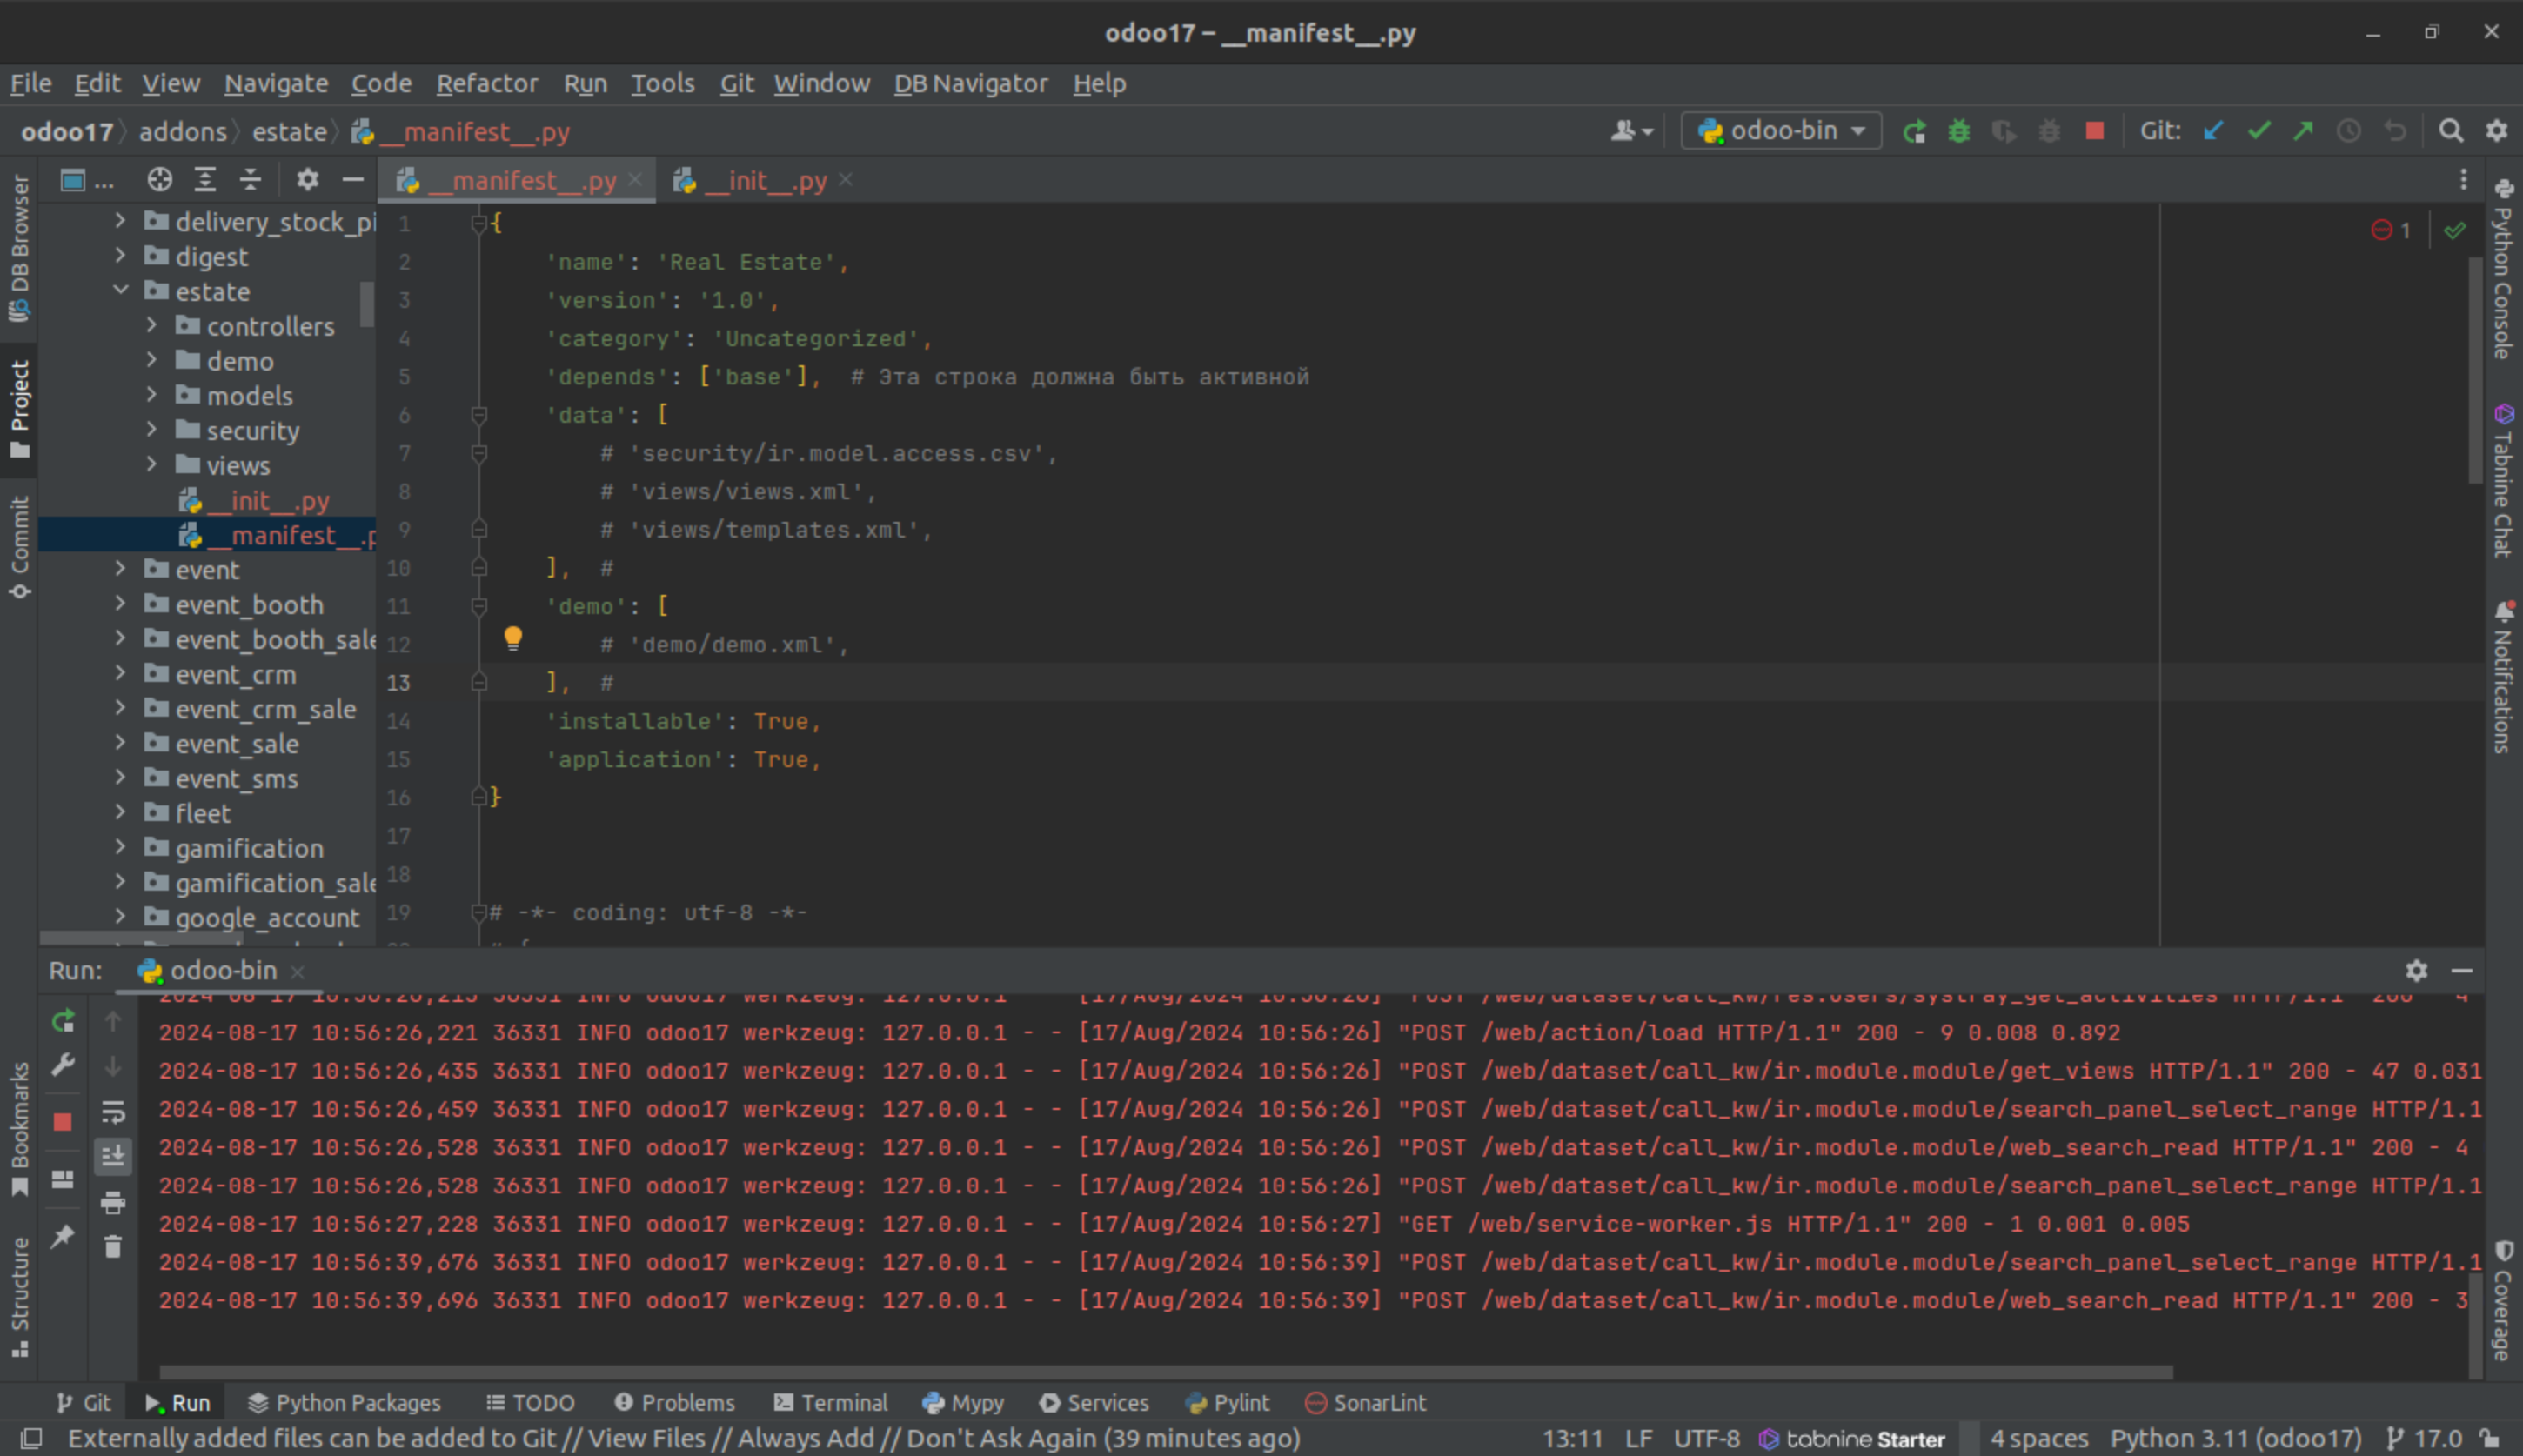 odoo17 – __manifest__.py
File Edit View Navigate Code Refactor Run Tools Git Window DB Navigator Help
odoo17 addons estate __manifest__.py odoo-bin Git:
... __manifest__.py __init__.py
DB Browser
Project
Commit
Bookmarks
Structure
delivery_stock_pi
digest
estate
controllers
demo
models
security
views
__init__.py
__manifest__.p
event
event_booth
event_booth_sale
event_crm
event_crm_sale
event_sale
event_sms
fleet
gamification
gamification_sale
google_account
1 {
2 'name': 'Real Estate',
3 'version': '1.0',
4 'category': 'Uncategorized',
5 'depends': ['base'], # Эта строка должна быть активной
6 'data': [
7 # 'security/ir.model.access.csv',
8 # 'views/views.xml',
9 # 'views/templates.xml',
10 ], #
11 'demo': [
12 # 'demo/demo.xml',
13 ], #
14 'installable': True,
15 'application': True,
16 }
17
18
19 # -*- coding: utf-8 -*-
1
Python Console
Tabnine Chat
Notifications
Coverage
Run: odoo-bin
2024-08-17 10:56:26,221 36331 INFO odoo17 werkzeug: 127.0.0.1 - - [17/Aug/2024 10:56:26] "POST /web/action/load HTTP/1.1" 200 - 9 0.008 0.892
2024-08-17 10:56:26,435 36331 INFO odoo17 werkzeug: 127.0.0.1 - - [17/Aug/2024 10:56:26] "POST /web/dataset/call_kw/ir.module.module/get_views HTTP/1.1" 200 - 47 0.031
2024-08-17 10:56:26,459 36331 INFO odoo17 werkzeug: 127.0.0.1 - - [17/Aug/2024 10:56:26] "POST /web/dataset/call_kw/ir.module.module/search_panel_select_range HTTP/1.1
2024-08-17 10:56:26,528 36331 INFO odoo17 werkzeug: 127.0.0.1 - - [17/Aug/2024 10:56:26] "POST /web/dataset/call_kw/ir.module.module/web_search_read HTTP/1.1" 200 - 4
2024-08-17 10:56:26,528 36331 INFO odoo17 werkzeug: 127.0.0.1 - - [17/Aug/2024 10:56:26] "POST /web/dataset/call_kw/ir.module.module/search_panel_select_range HTTP/1.1
2024-08-17 10:56:27,228 36331 INFO odoo17 werkzeug: 127.0.0.1 - - [17/Aug/2024 10:56:27] "GET /web/service-worker.js HTTP/1.1" 200 - 1 0.001 0.005
2024-08-17 10:56:39,676 36331 INFO odoo17 werkzeug: 127.0.0.1 - - [17/Aug/2024 10:56:39] "POST /web/dataset/call_kw/ir.module.module/search_panel_select_range HTTP/1.1
2024-08-17 10:56:39,696 36331 INFO odoo17 werkzeug: 127.0.0.1 - - [17/Aug/2024 10:56:39] "POST /web/dataset/call_kw/ir.module.module/web_search_read HTTP/1.1" 200 - 3
Git Run Python Packages TODO Problems Terminal Mypy Services Pylint SonarLint
Externally added files can be added to Git // View Files // Always Add // Don't Ask Again (39 minutes ago) 13:11 LF UTF-8 tabnine Starter 4 spaces Python 3.11 (odoo17) 17.0